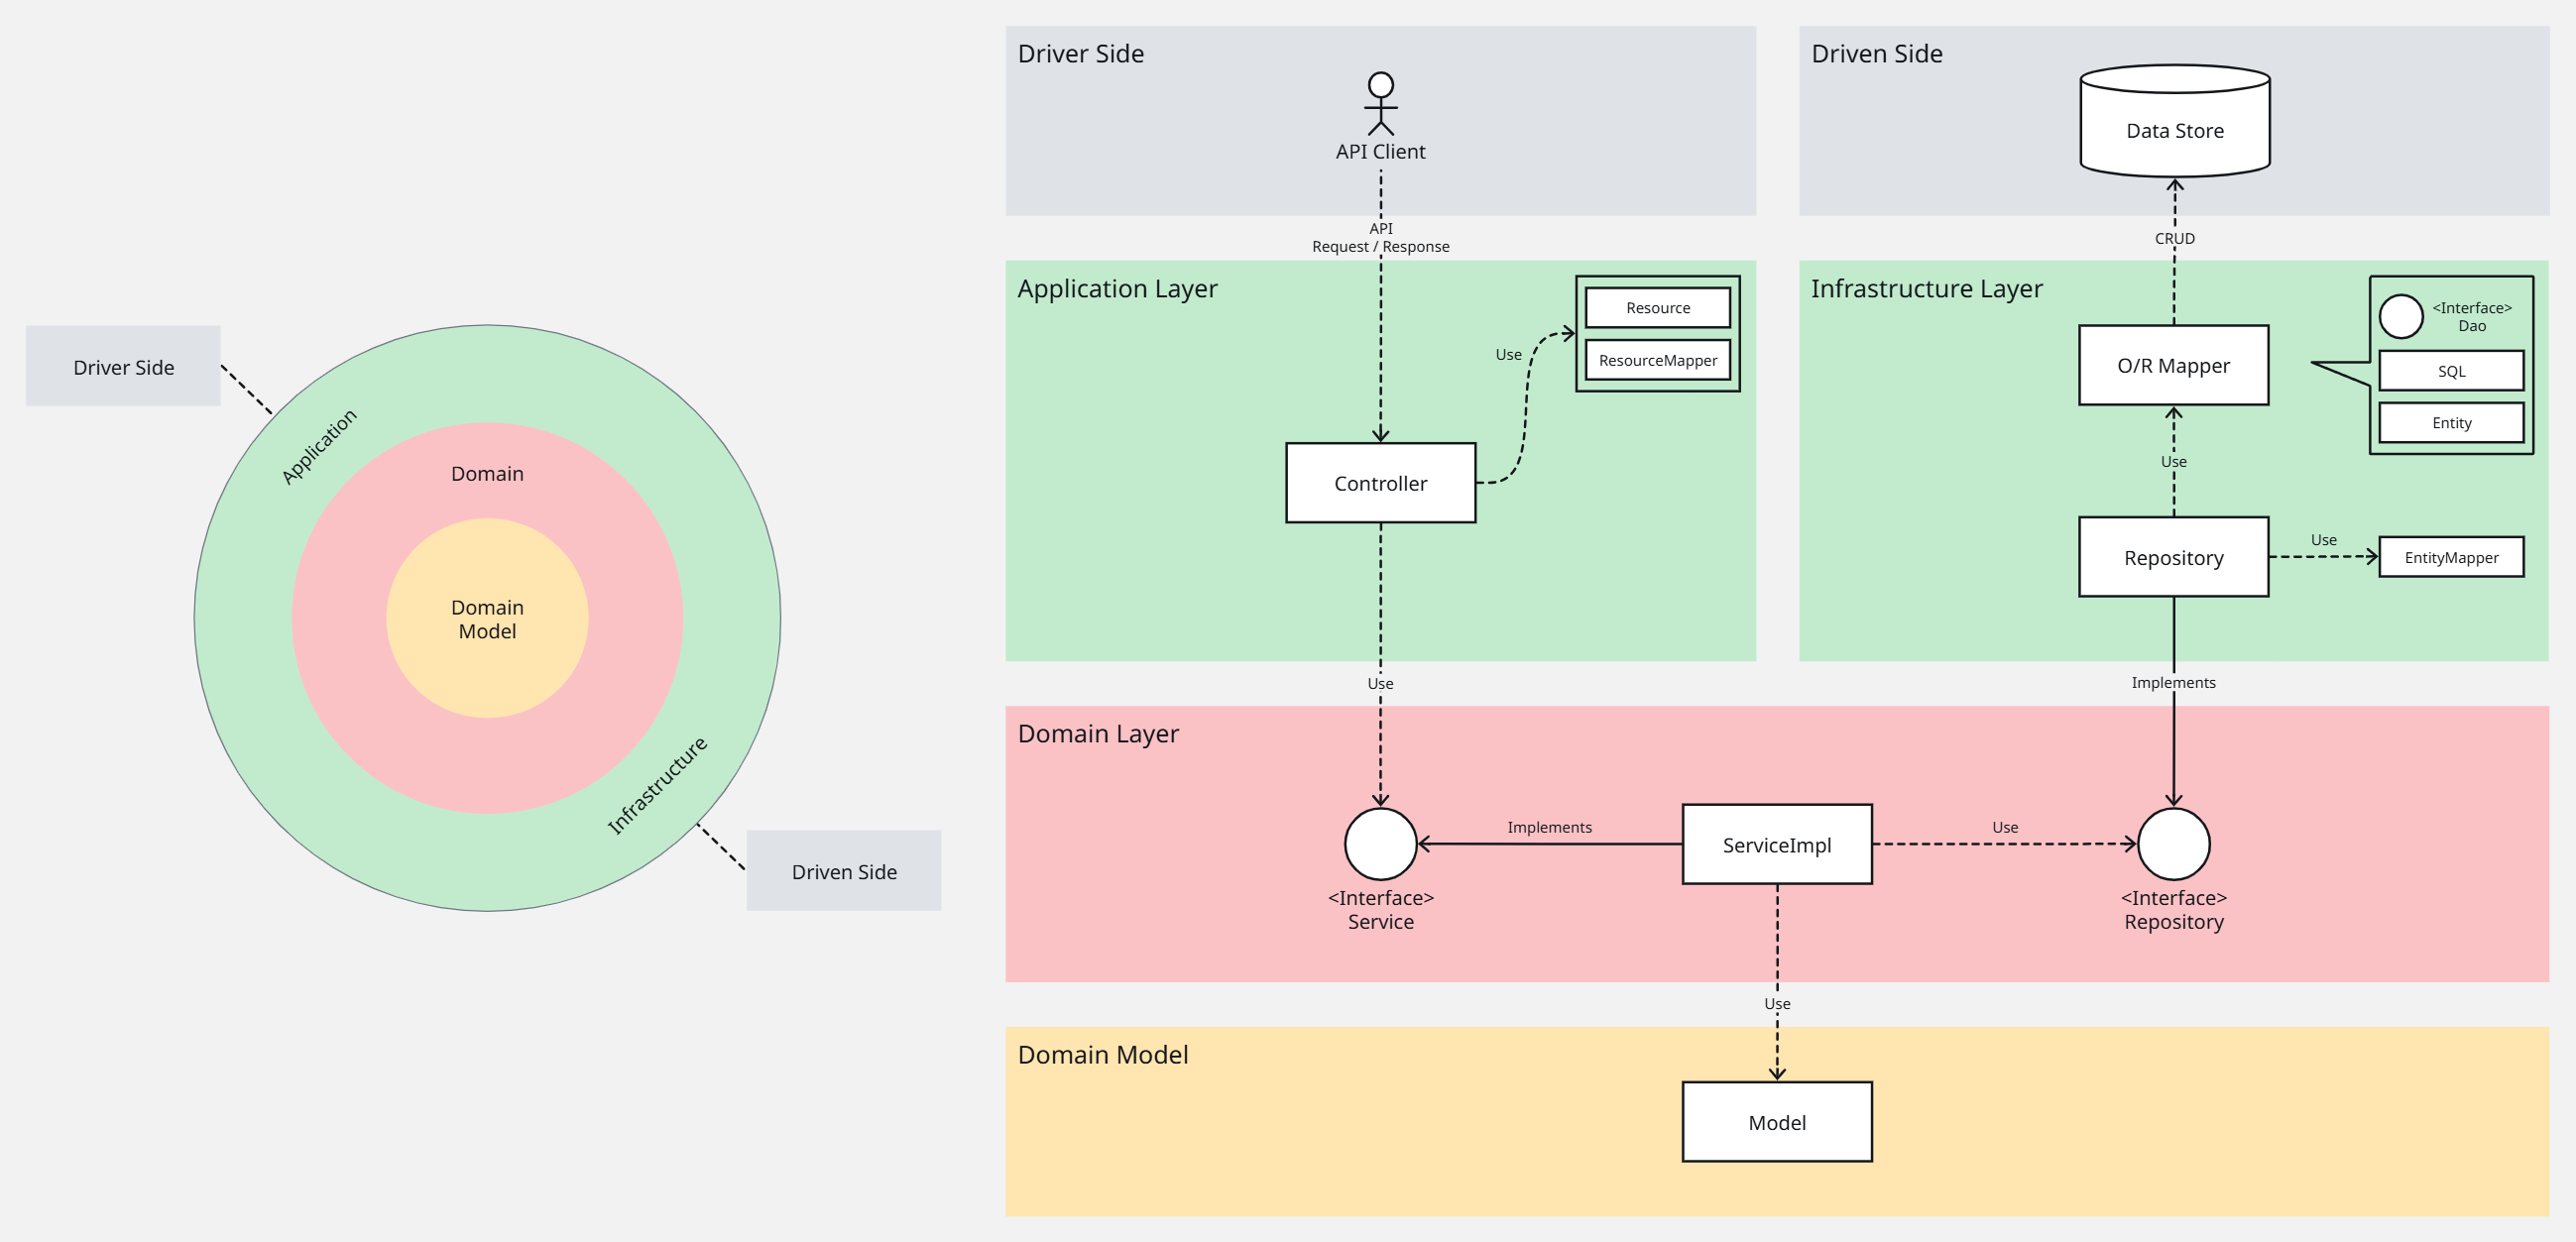 Driver Side
Application
Domain
Domain
Model
Infrastructure
Driven Side
Driver Side
API Client
API
Request / Response
Application Layer
Resource
ResourceMapper
Use
Controller
Use
Driven Side
Data Store
CRUD
Infrastructure Layer
<Interface>
Dao
SQL
Entity
O/R Mapper
Use
Repository
Use
EntityMapper
Implements
Domain Layer
Implements
ServiceImpl
Use
<Interface>
Service
<Interface>
Repository
Use
Domain Model
Model